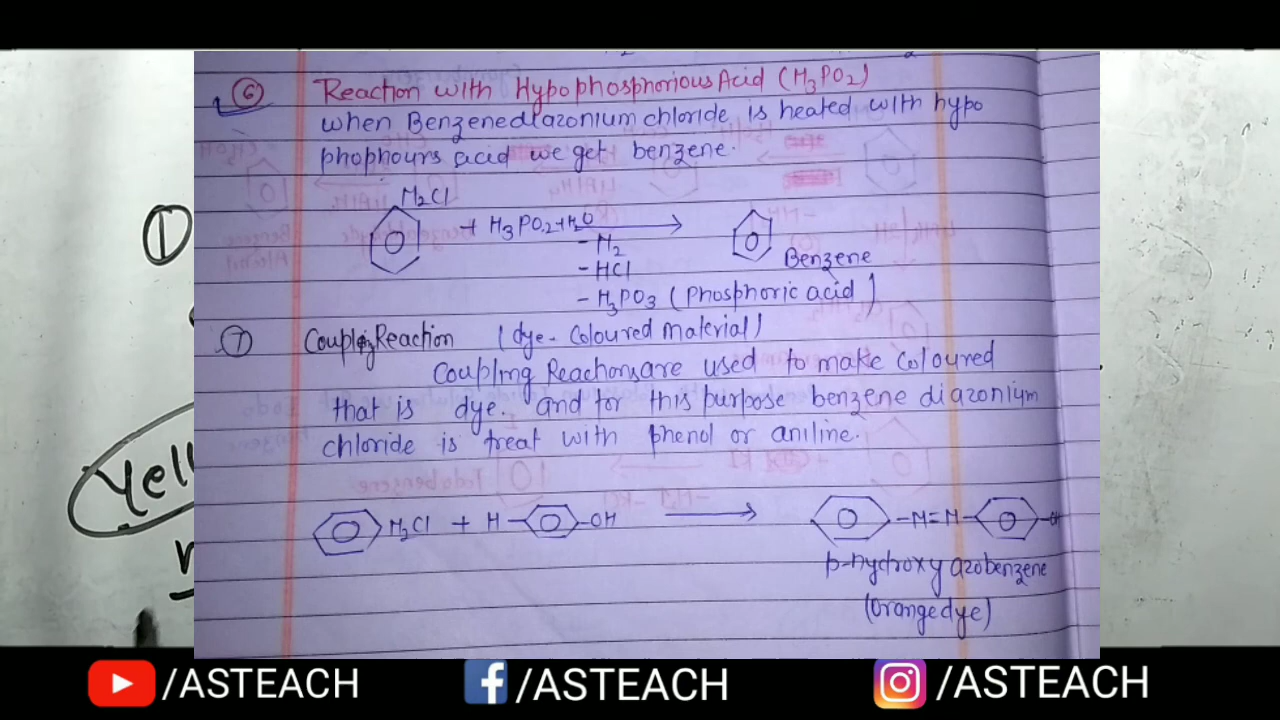 6 Reaction with Hypophosphorious Acid (H3PO2)
when Benzenediazonium chloride is heated with hypo
phophours acid we get benzene.
N2Cl
+ H3PO2+H2O
- N2
- HCl
- H3PO3 (Phosphoric acid)
Benzene
7 Coupling Reaction (dye - Coloured Material)
Coupling Reactions are used to make coloured
that is dye. and for this purpose benzene diazonium
chloride is treat with phenol or aniline.
N2Cl + H -OH -N=N- -OH
p-hydroxy azobenzene
(Orange dye)
1
Yell
/ASTEACH /ASTEACH /ASTEACH